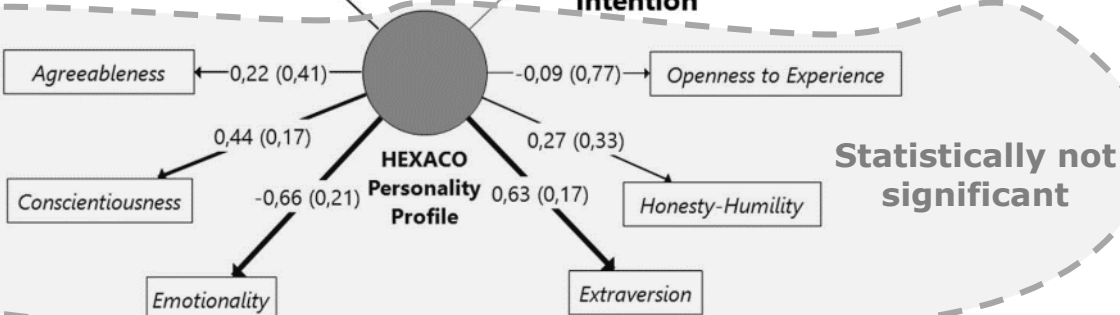 Intention
Agreeableness
0,22 (0,41)
-0,09 (0,77)
Openness to Experience
0,44 (0,17)
0,27 (0,33)
Statistically not
significant
HEXACO
Personality
Profile
Conscientiousness
-0,66 (0,21)
0,63 (0,17)
Honesty-Humility
Emotionality
Extraversion